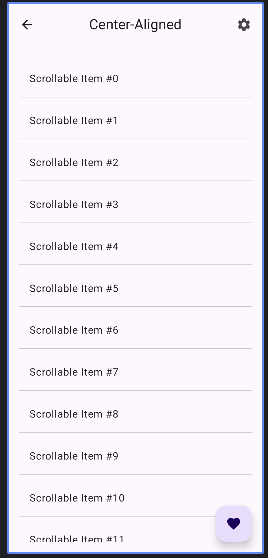 Center-Aligned
Scrollable Item #0
Scrollable Item #1
Scrollable Item #2
Scrollable Item #3
Scrollable Item #4
Scrollable Item #5
Scrollable Item #6
Scrollable Item #7
Scrollable Item #8
Scrollable Item #9
Scrollable Item #10
Scrollable Item #11